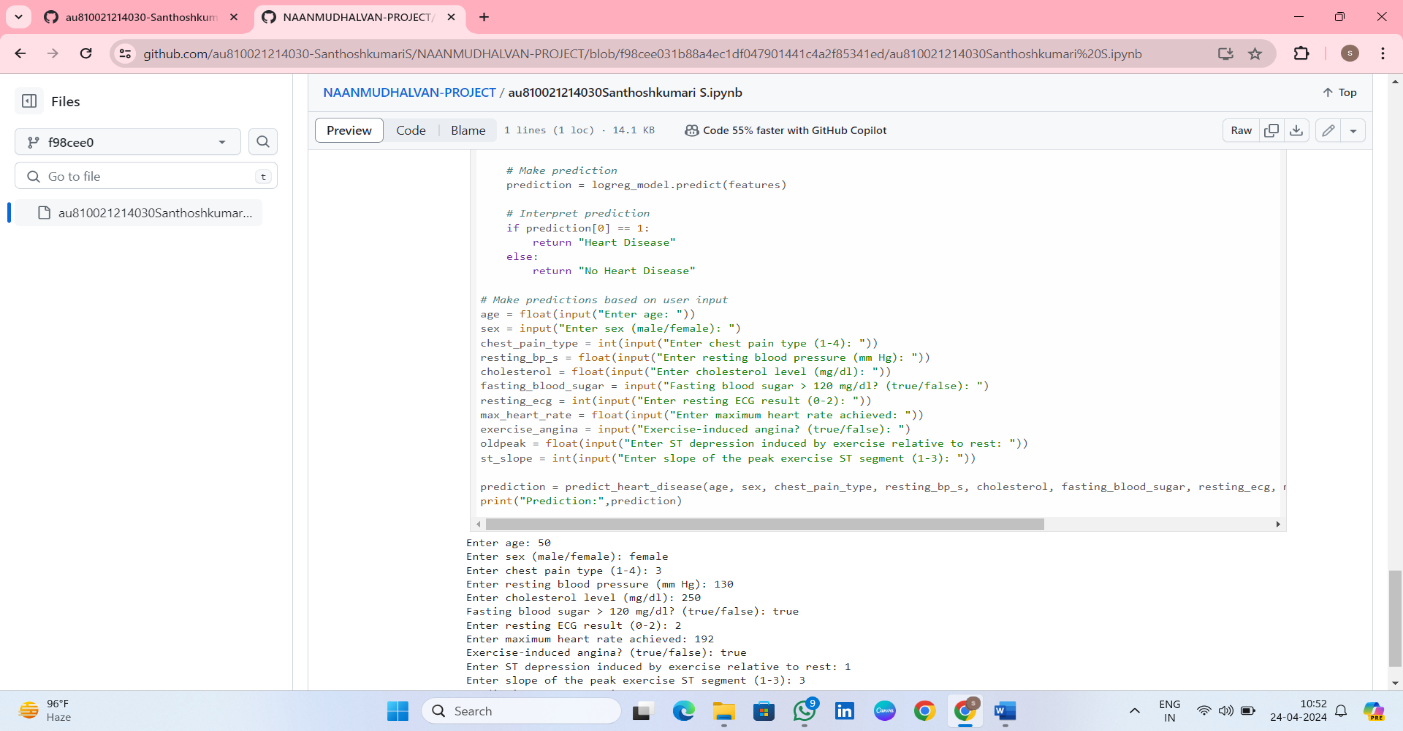 au810021214030-Santhoshkum
NAANMUDHALVAN-PROJECT/
github.com/au810021214030-SanthoshkumariS/NAANMUDHALVAN-PROJECT/blob/f98cee031b88a4ec1df047901441c4a2f85341ed/au810021214030Santhoshkumari%20S.ipynb
S
Files
f98cee0
Go to file
t
au810021214030Santhoshkumar...
NAANMUDHALVAN-PROJECT / au810021214030Santhoshkumari S.ipynb
Top
Preview
Code
Blame
1 lines (1 loc) · 14.1 KB
Code 55% faster with GitHub Copilot
Raw
# Make prediction
prediction = logreg_model.predict(features)
# Interpret prediction
if prediction[0] == 1:
return "Heart Disease"
else:
return "No Heart Disease"
# Make predictions based on user input
age = float(input("Enter age: "))
sex = input("Enter sex (male/female): ")
chest_pain_type = int(input("Enter chest pain type (1-4): "))
resting_bp_s = float(input("Enter resting blood pressure (mm Hg): "))
cholesterol = float(input("Enter cholesterol level (mg/dl): "))
fasting_blood_sugar = input("Fasting blood sugar > 120 mg/dl? (true/false): ")
resting_ecg = int(input("Enter resting ECG result (0-2): "))
max_heart_rate = float(input("Enter maximum heart rate achieved: "))
exercise_angina = input("Exercise-induced angina? (true/false): ")
oldpeak = float(input("Enter ST depression induced by exercise relative to rest: "))
st_slope = int(input("Enter slope of the peak exercise ST segment (1-3): "))
prediction = predict_heart_disease(age, sex, chest_pain_type, resting_bp_s, cholesterol, fasting_blood_sugar, resting_ecg,
print("Prediction:",prediction)
Enter age: 50
Enter sex (male/female): female
Enter chest pain type (1-4): 3
Enter resting blood pressure (mm Hg): 130
Enter cholesterol level (mg/dl): 250
Fasting blood sugar > 120 mg/dl? (true/false): true
Enter resting ECG result (0-2): 2
Enter maximum heart rate achieved: 192
Exercise-induced angina? (true/false): true
Enter ST depression induced by exercise relative to rest: 1
Enter slope of the peak exercise ST segment (1-3): 3
96°F
Haze
Search
9
Canva
S
W
ENG
IN
10:52
24-04-2024
PRE